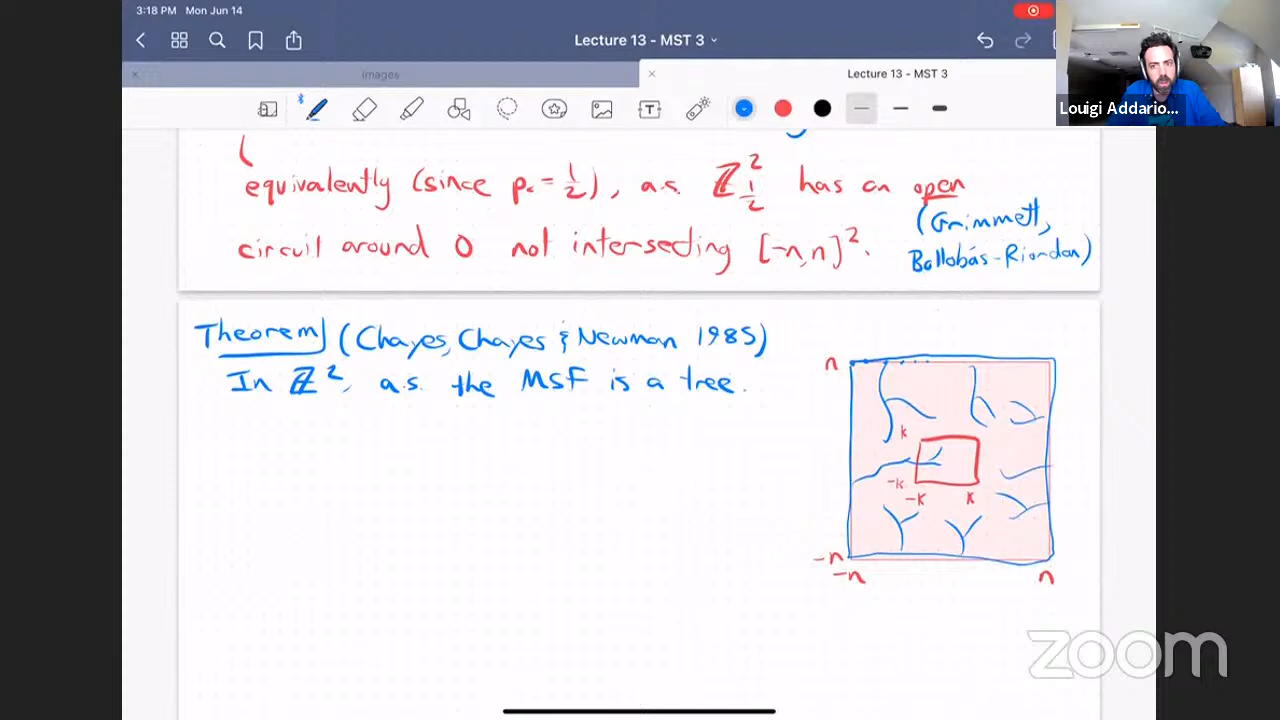 3:18 PM Mon Jun 14
Lecture 13 - MST 3
images
Lecture 13 - MST 3
Louigi Addario...
equivalently (since pc = 1/2), a.s. ℤ²_{1/2} has an open
circuit around 0 not intersecting [-n,n]².
(Grimmett,
Bollobás-Riordan)
Theorem (Chayes, Chayes & Newman 1985)
In ℤ², a.s. the MSF is a tree.
n
k
-k
-k k
-n
-n n
zoom